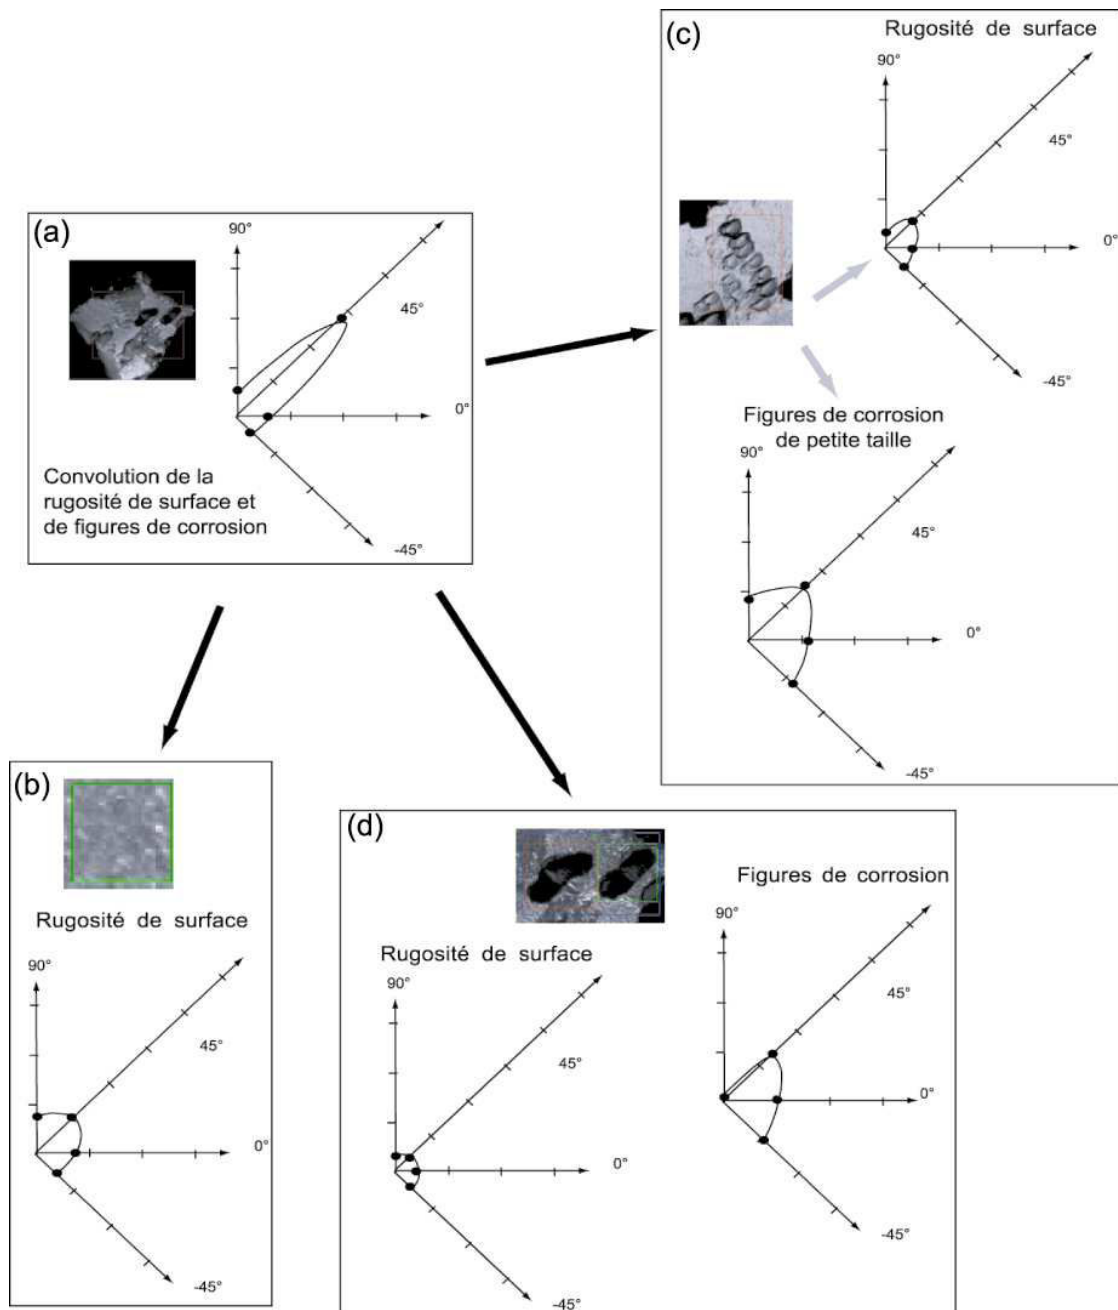 (a)
90°
45°
0°
Convolution de la
rugosité de surface et
de figures de corrosion
-45°
(c)
Rugosité de surface
90°
45°
0°
-45°
Figures de corrosion
de petite taille
90°
45°
0°
-45°
(b)
Rugosité de surface
90°
45°
0°
-45°
(d)
Rugosité de surface
90°
45°
0°
-45°
Figures de corrosion
90°
45°
0°
-45°